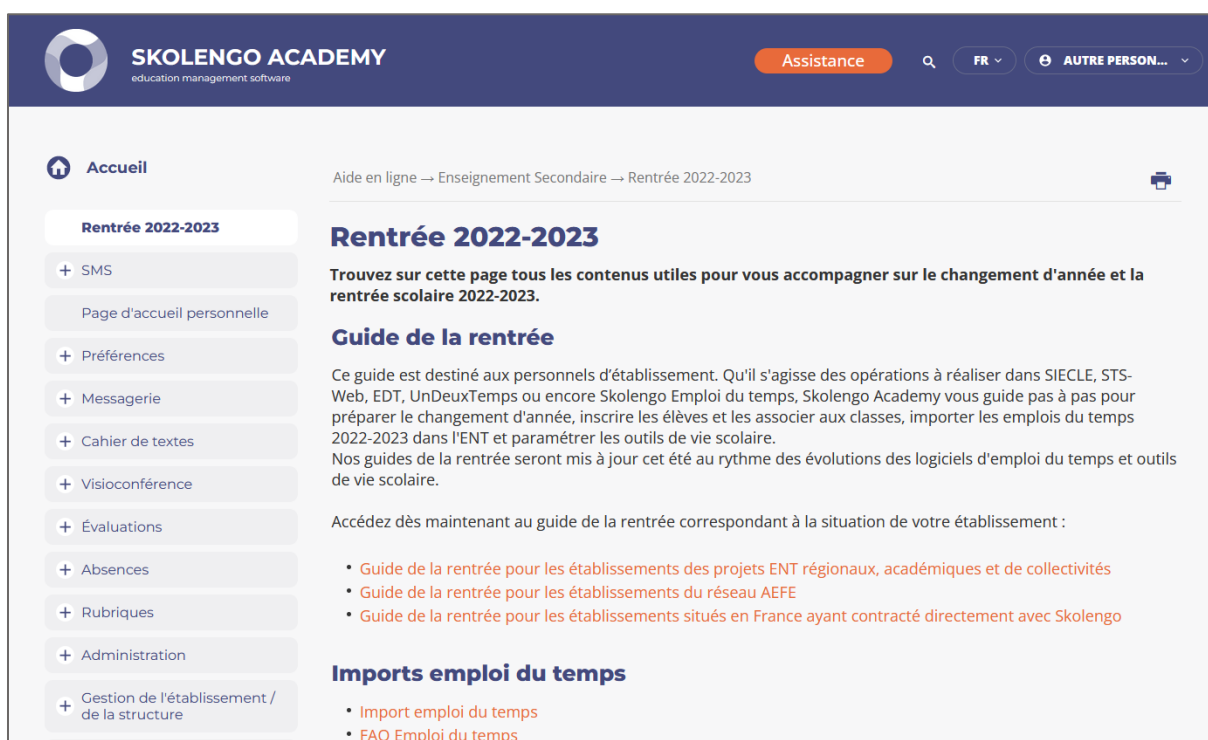 SKOLENGO ACADEMY
education management software
Assistance
FR
AUTRE PERSON...
Accueil
Rentrée 2022-2023
SMS
Page d'accueil personnelle
Préférences
Messagerie
Cahier de textes
Visioconférence
Évaluations
Absences
Rubriques
Administration
Gestion de l'établissement /
de la structure
Aide en ligne → Enseignement Secondaire → Rentrée 2022-2023
Rentrée 2022-2023
Trouvez sur cette page tous les contenus utiles pour vous accompagner sur le changement d'année et la
rentrée scolaire 2022-2023.
Guide de la rentrée
Ce guide est destiné aux personnels d'établissement. Qu'il s'agisse des opérations à réaliser dans SIECLE, STS-
Web, EDT, UnDeuxTemps ou encore Skolengo Emploi du temps, Skolengo Academy vous guide pas à pas pour
préparer le changement d'année, inscrire les élèves et les associer aux classes, importer les emplois du temps
2022-2023 dans l'ENT et paramétrer les outils de vie scolaire.
Nos guides de la rentrée seront mis à jour cet été au rythme des évolutions des logiciels d'emploi du temps et outils
de vie scolaire.
Accédez dès maintenant au guide de la rentrée correspondant à la situation de votre établissement :
• Guide de la rentrée pour les établissements des projets ENT régionaux, académiques et de collectivités
• Guide de la rentrée pour les établissements du réseau AEFE
• Guide de la rentrée pour les établissements situés en France ayant contracté directement avec Skolengo
Imports emploi du temps
• Import emploi du temps
• FAQ Emploi du temps